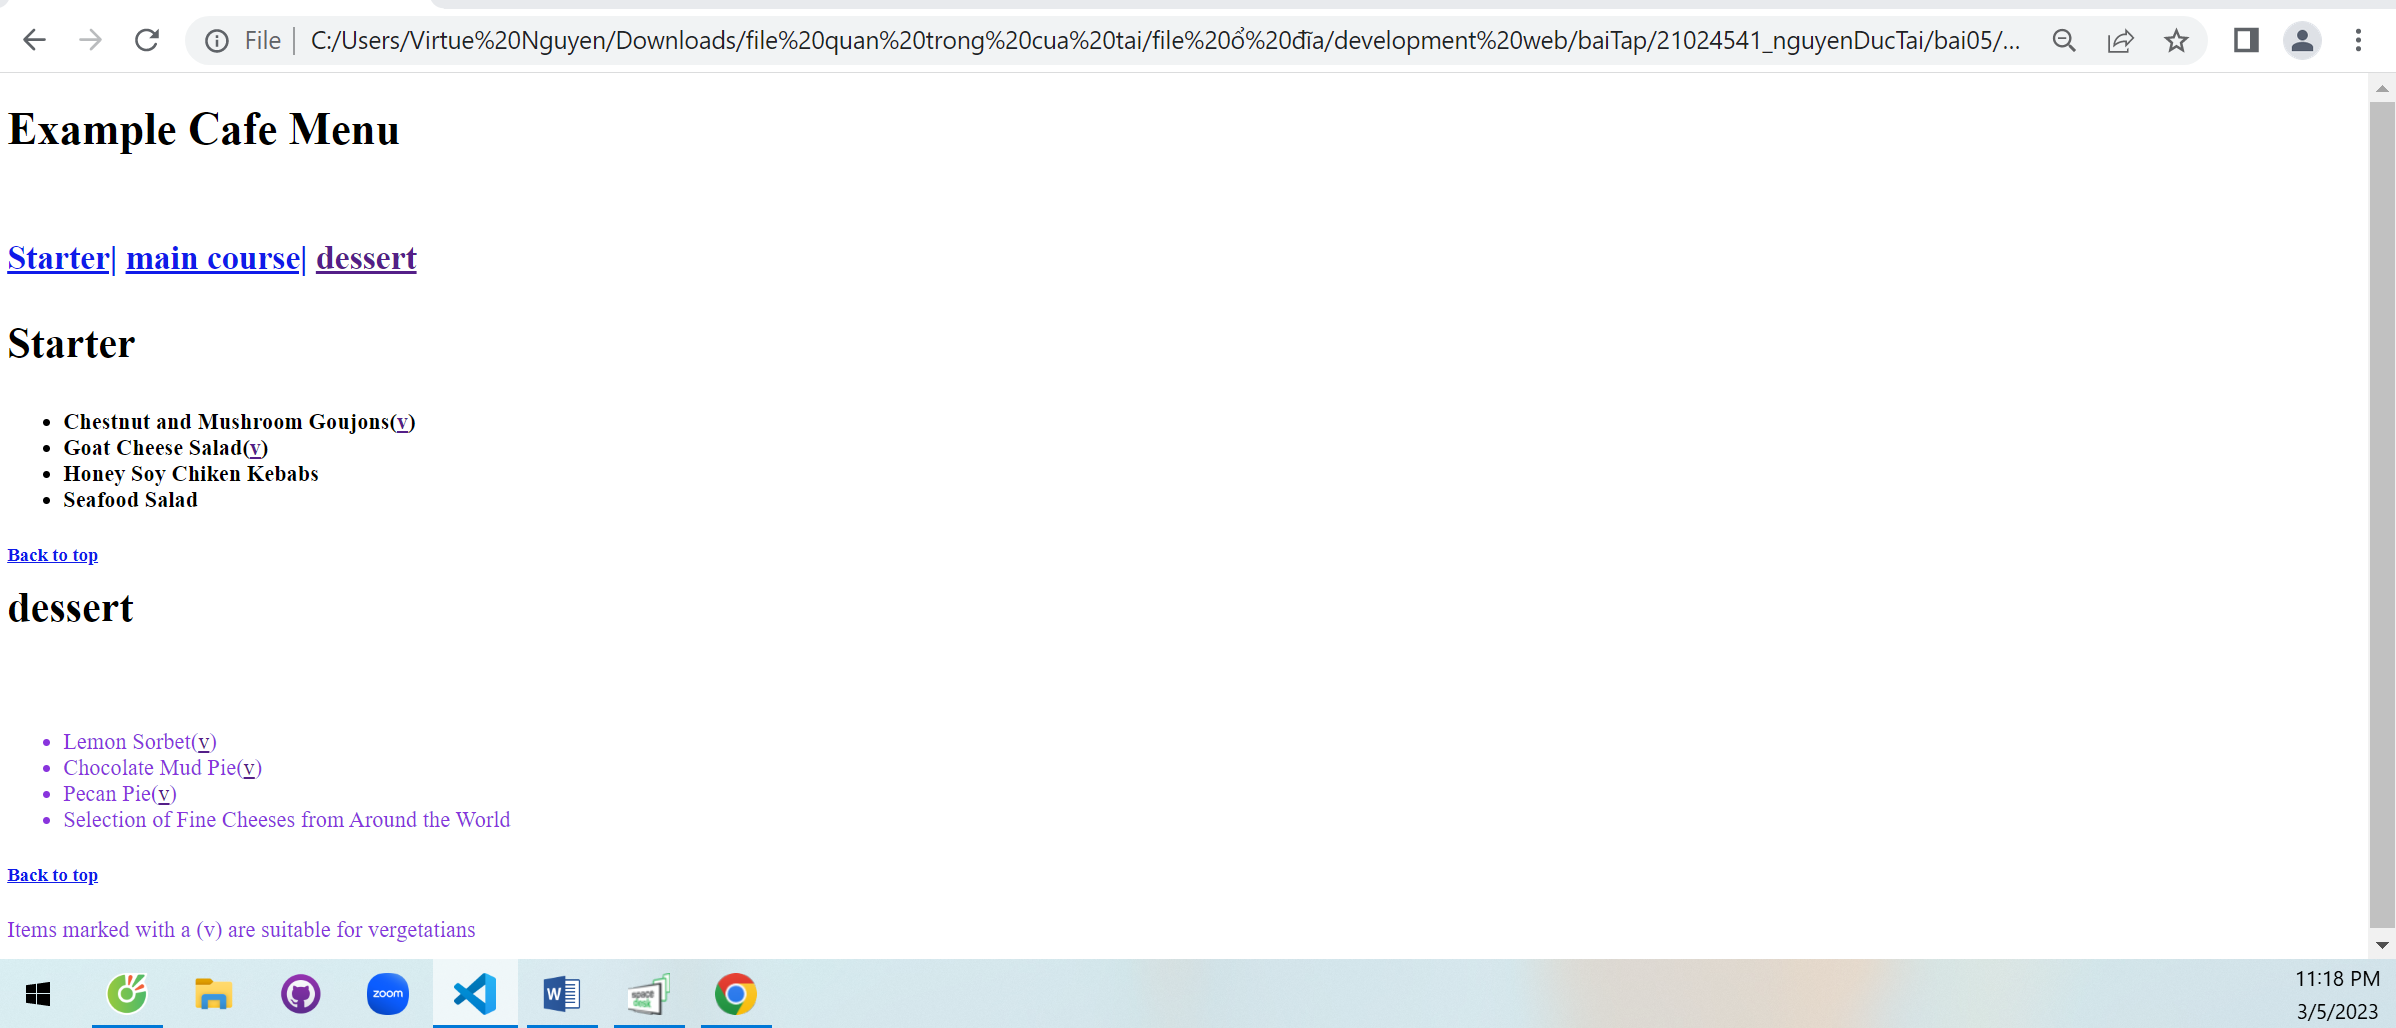 File | C:/Users/Virtue%20Nguyen/Downloads/file%20quan%20trong%20cua%20tai/file%20ổ%20đĩa/development%20web/baiTap/21024541_nguyenDucTai/bai05/...
Example Cafe Menu
Starter| main course| dessert
Starter
• Chestnut and Mushroom Goujons(v)
• Goat Cheese Salad(v)
• Honey Soy Chiken Kebabs
• Seafood Salad
Back to top
dessert
• Lemon Sorbet(v)
• Chocolate Mud Pie(v)
• Pecan Pie(v)
• Selection of Fine Cheeses from Around the World
Back to top
Items marked with a (v) are suitable for vergetatians
zoom
W
space desk
11:18 PM
3/5/2023